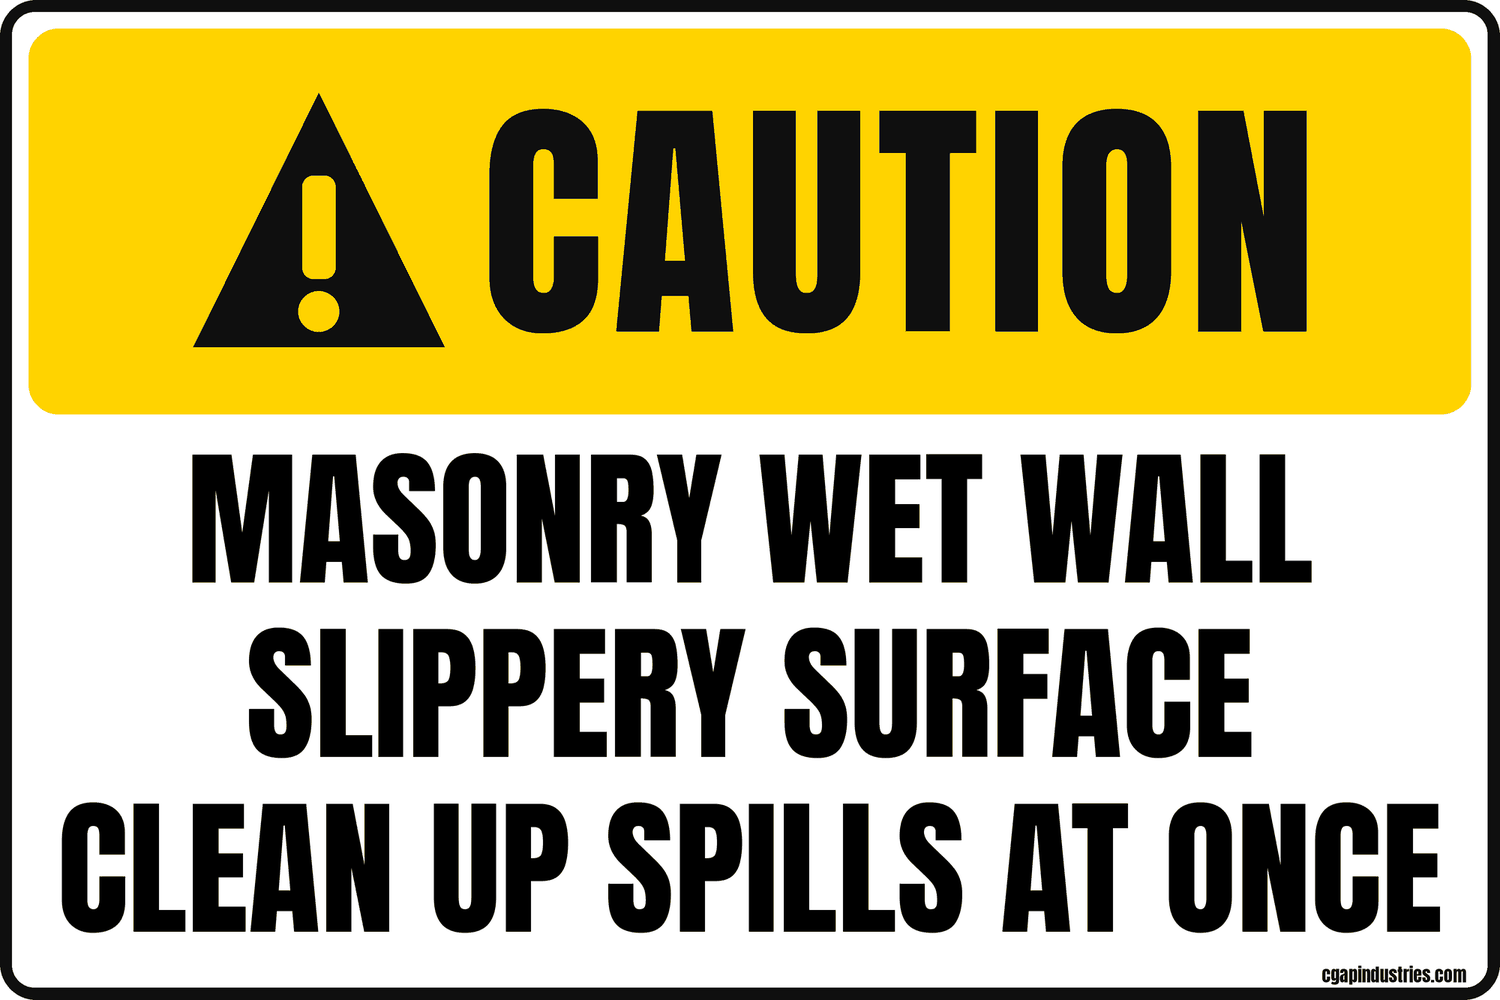 CAUTION
MASONRY WET WALL
SLIPPERY SURFACE
CLEAN UP SPILLS AT ONCE
cgapindustries.com